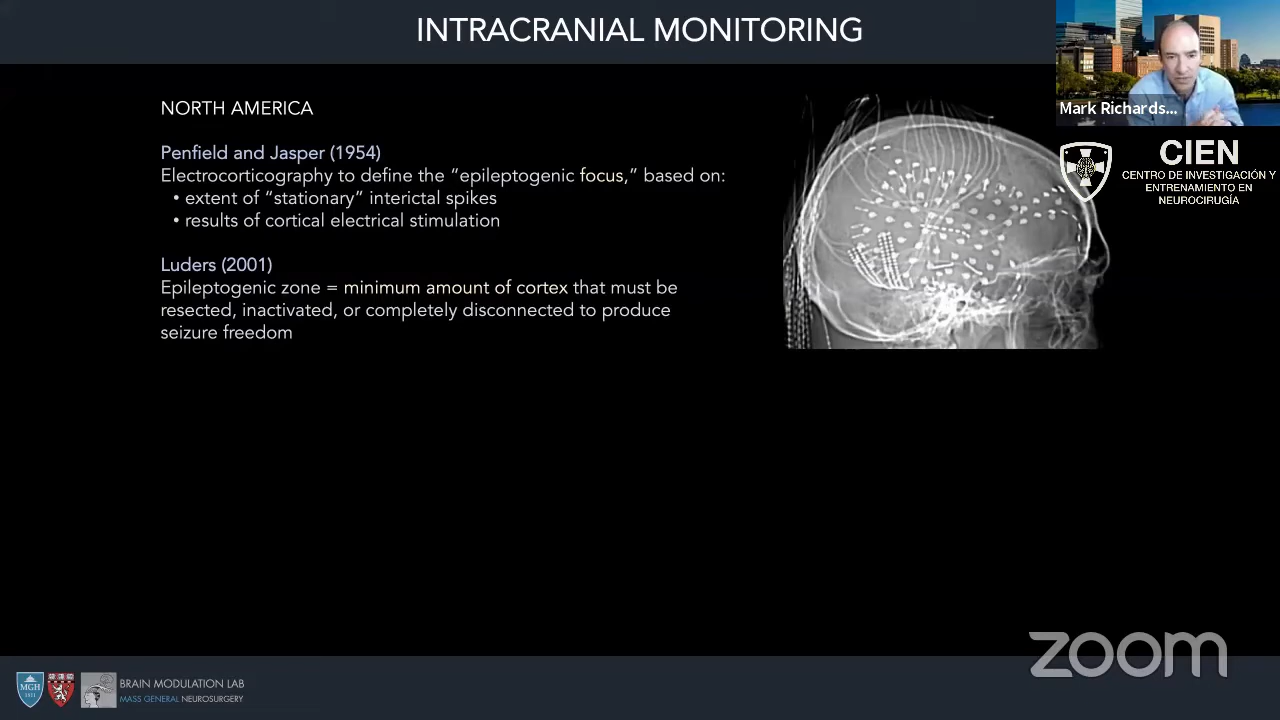 INTRACRANIAL MONITORING
NORTH AMERICA
Penfield and Jasper (1954)
Electrocorticography to define the “epileptogenic focus,” based on:
• extent of “stationary” interictal spikes
• results of cortical electrical stimulation
Luders (2001)
Epileptogenic zone = minimum amount of cortex that must be
resected, inactivated, or completely disconnected to produce
seizure freedom
Mark Richards...
CIEN
CENTRO DE INVESTIGACIÓN Y
ENTRENAMIENTO EN
NEUROCIRUGÍA
zoom
MGH
1811
BRAIN MODULATION LAB
MASS GENERAL NEUROSURGERY